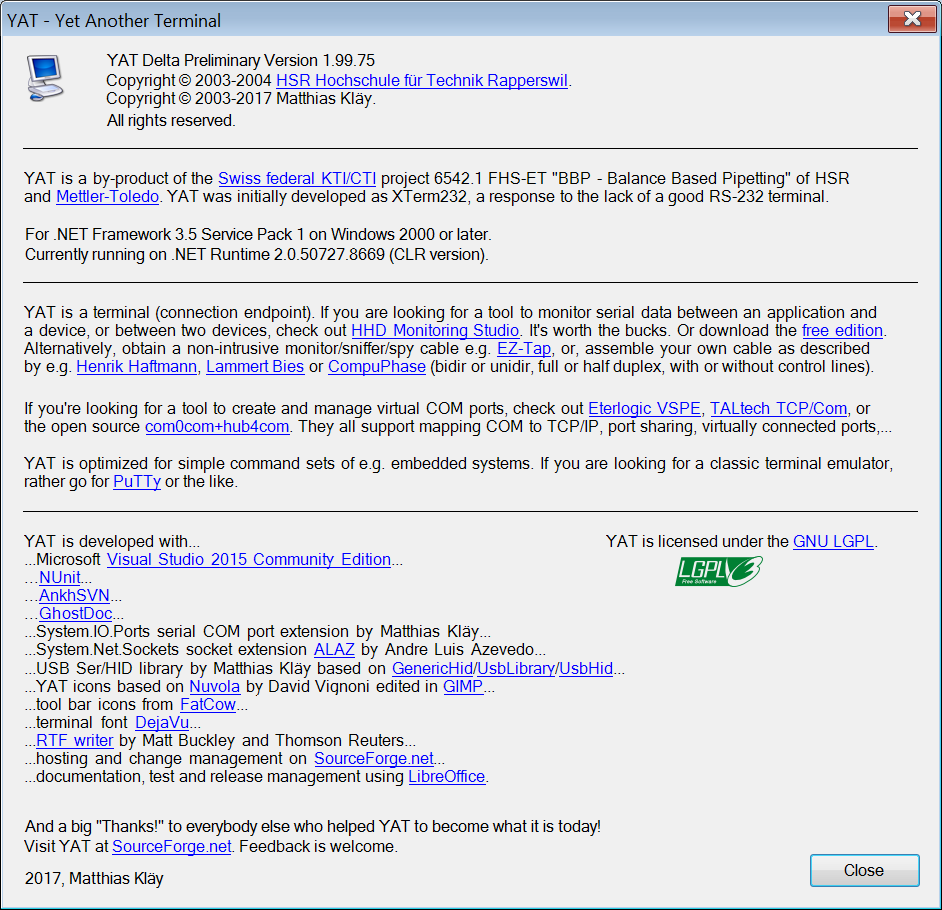 YAT - Yet Another Terminal
YAT Delta Preliminary Version 1.99.75
Copyright © 2003-2004 HSR Hochschule für Technik Rapperswil.
Copyright © 2003-2017 Matthias Kläy.
All rights reserved.
YAT is a by-product of the Swiss federal KTI/CTI project 6542.1 FHS-ET "BBP - Balance Based Pipetting" of HSR
and Mettler-Toledo. YAT was initially developed as XTerm232, a response to the lack of a good RS-232 terminal.
For .NET Framework 3.5 Service Pack 1 on Windows 2000 or later.
Currently running on .NET Runtime 2.0.50727.8669 (CLR version).
YAT is a terminal (connection endpoint). If you are looking for a tool to monitor serial data between an application and
a device, or between two devices, check out HHD Monitoring Studio. It's worth the bucks. Or download the free edition.
Alternatively, obtain a non-intrusive monitor/sniffer/spy cable e.g. EZ-Tap, or, assemble your own cable as described
by e.g. Henrik Haftmann, Lammert Bies or CompuPhase (bidir or unidir, full or half duplex, with or without control lines).
If you're looking for a tool to create and manage virtual COM ports, check out Eterlogic VSPE, TALtech TCP/Com, or
the open source com0com+hub4com. They all support mapping COM to TCP/IP, port sharing, virtually connected ports,...
YAT is optimized for simple command sets of e.g. embedded systems. If you are looking for a classic terminal emulator,
rather go for PuTTy or the like.
YAT is developed with...
...Microsoft Visual Studio 2015 Community Edition...
...NUnit...
...AnkhSVN...
...GhostDoc...
...System.IO.Ports serial COM port extension by Matthias Kläy...
...System.Net.Sockets socket extension ALAZ by Andre Luis Azevedo...
...USB Ser/HID library by Matthias Kläy based on GenericHid/UsbLibrary/UsbHid...
...YAT icons based on Nuvola by David Vignoni edited in GIMP...
...tool bar icons from FatCow...
...terminal font DejaVu...
...RTF writer by Matt Buckley and Thomson Reuters...
...hosting and change management on SourceForge.net...
...documentation, test and release management using LibreOffice.
YAT is licensed under the GNU LGPL.
LGPLv3
Free Software
And a big "Thanks!" to everybody else who helped YAT to become what it is today!
Visit YAT at SourceForge.net. Feedback is welcome.
2017, Matthias Kläy
Close